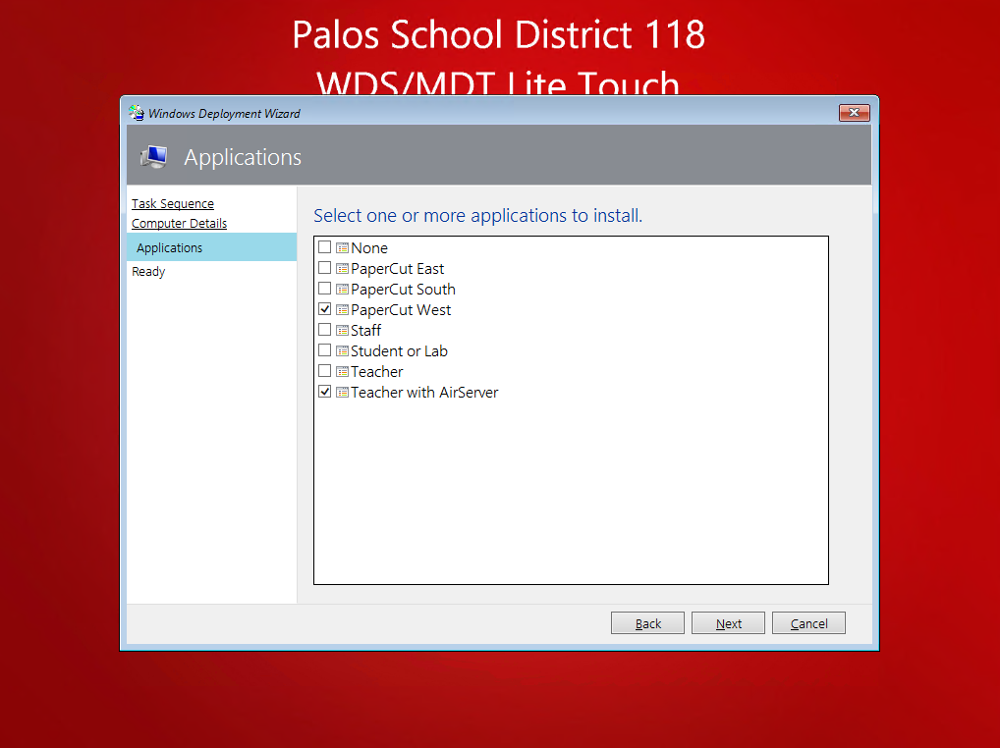 Palos School District 118
WDS/MDT Lite Touch
Windows Deployment Wizard
Applications
Task Sequence
Computer Details
Applications
Ready
Select one or more applications to install.
None
PaperCut East
PaperCut South
PaperCut West
Staff
Student or Lab
Teacher
Teacher with AirServer
Back
Next
Cancel